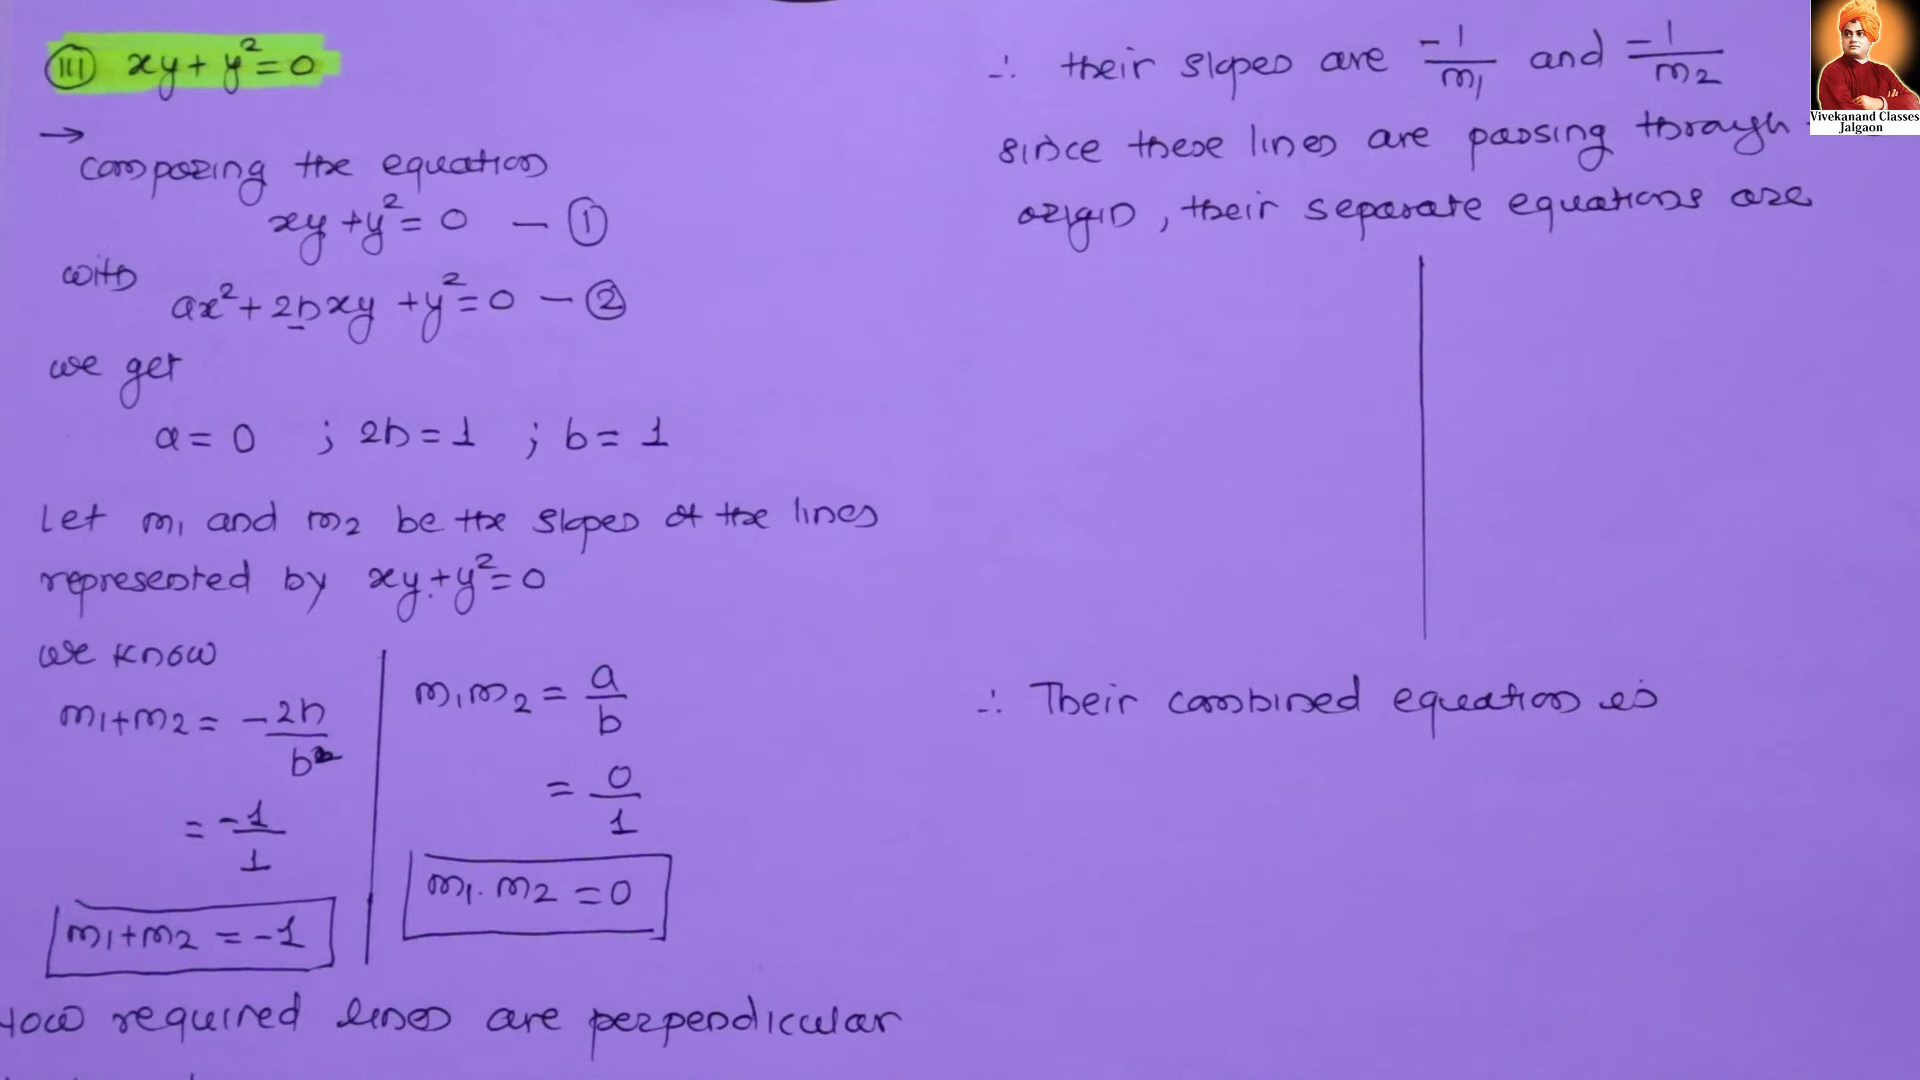 (III) xy + y² = 0
→
Comparing the equation
xy + y² = 0 — ①
with
ax² + 2hxy + y² = 0 — ②
we get
a = 0 ; 2h = 1 ; b = 1
Let m₁ and m₂ be the slopes of the lines
represented by xy + y² = 0
we know
m₁ + m₂ = -2h/b
= -1/1
m₁ + m₂ = -1
m₁m₂ = a/b
= 0/1
m₁ . m₂ = 0
Now required lines are perpendicular
∴ their slopes are -1/m₁ and -1/m₂
since these lines are passing through
origin, their separate equations are
∴ Their combined equation is
Vivekanand Classes
Jalgaon